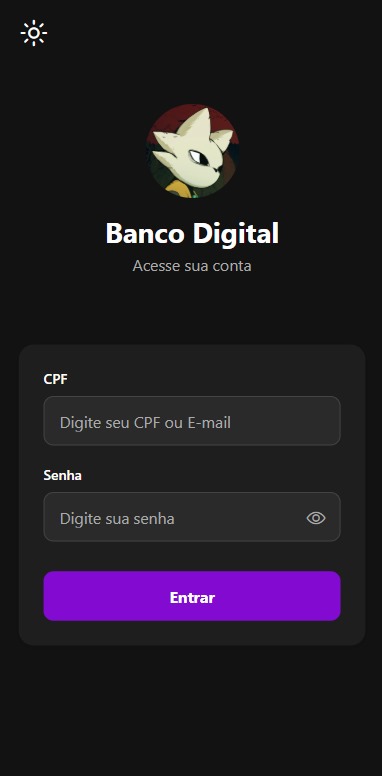 Banco Digital
Acesse sua conta
CPF
Digite seu CPF ou E-mail
Senha
Digite sua senha
Entrar